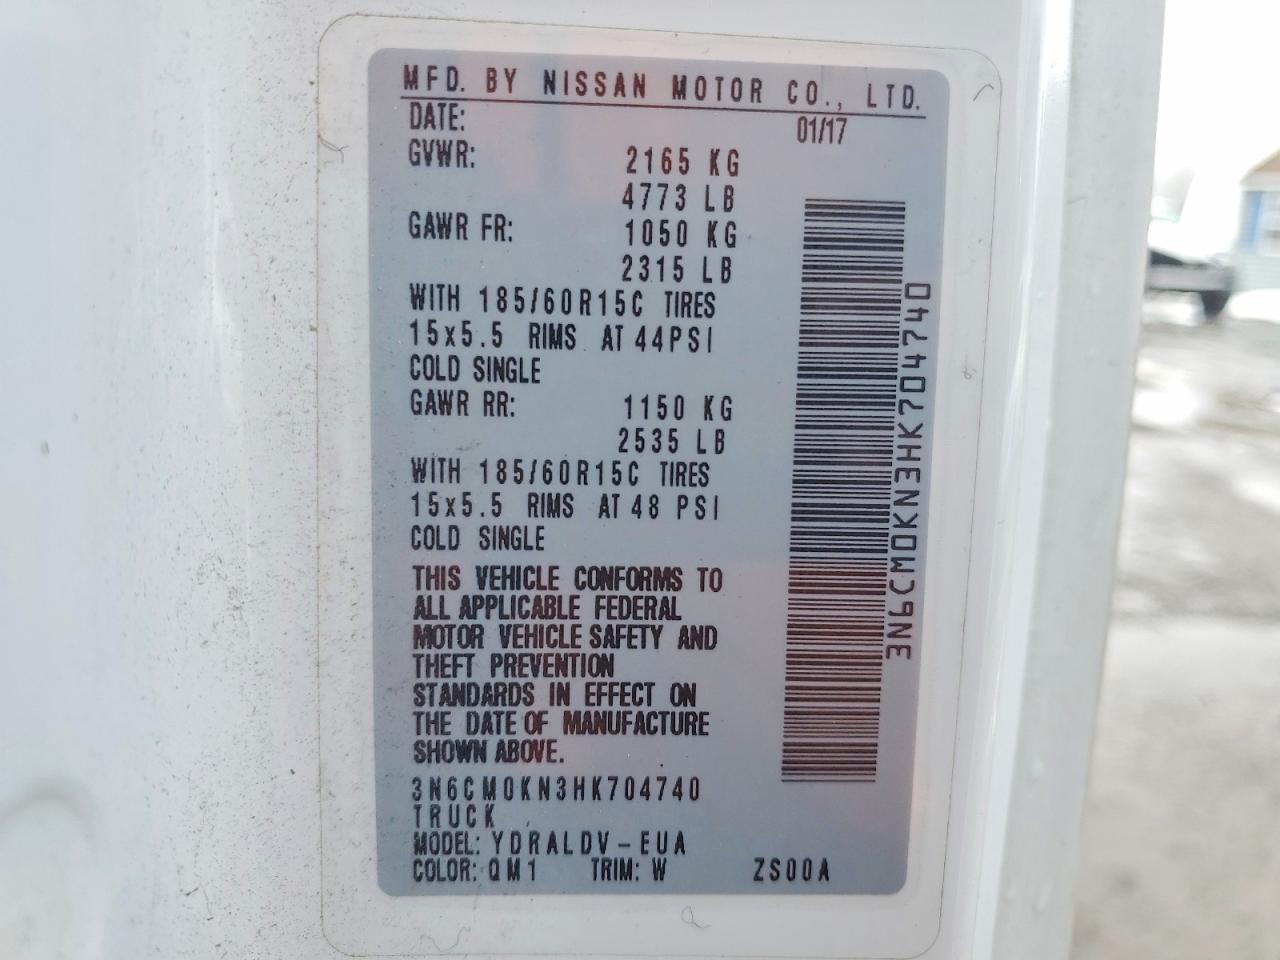 MFD. BY NISSAN MOTOR CO., LTD.
DATE: 01/17
GVWR: 2165 KG
4773 LB
GAWR FR: 1050 KG
2315 LB
WITH 185/60R15C TIRES
15x5.5 RIMS AT 44PSI
COLD SINGLE
GAWR RR: 1150 KG
2535 LB
WITH 185/60R15C TIRES
15x5.5 RIMS AT 48 PSI
COLD SINGLE
THIS VEHICLE CONFORMS TO
ALL APPLICABLE FEDERAL
MOTOR VEHICLE SAFETY AND
THEFT PREVENTION
STANDARDS IN EFFECT ON
THE DATE OF MANUFACTURE
SHOWN ABOVE.
3N6CM0KN3HK704740
TRUCK
MODEL: YDRALDV-EUA
COLOR: QM1 TRIM: W ZS00A
3N6CM0KN3HK704740